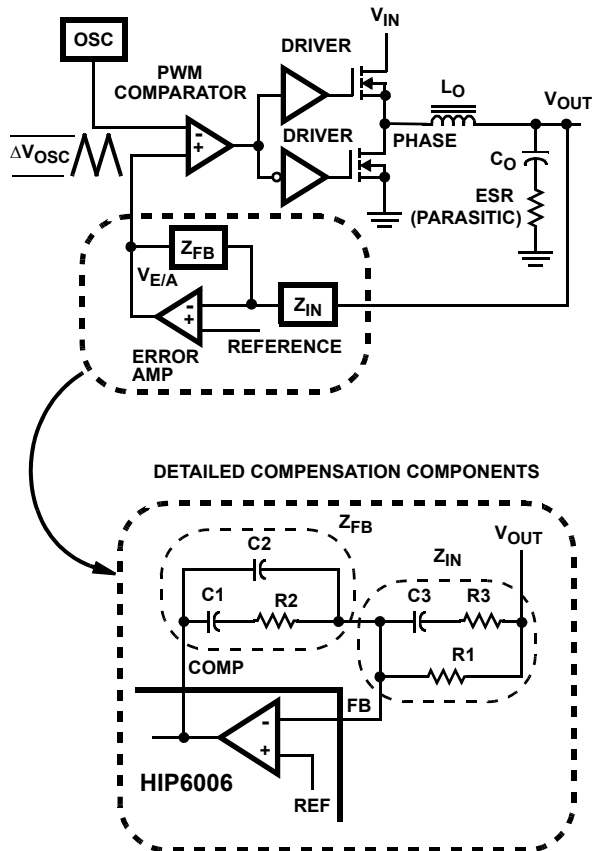 V_IN
OSC
DRIVER
PWM
COMPARATOR
L_O
V_OUT
-
+
DRIVER
PHASE
ΔV_OSC
C_O
ESR
(PARASITIC)
Z_FB
V_E/A
-
+
Z_IN
REFERENCE
ERROR
AMP
DETAILED COMPENSATION COMPONENTS
Z_FB
V_OUT
C2
Z_IN
C1
R2
C3
R3
R1
COMP
FB
-
+
HIP6006
REF